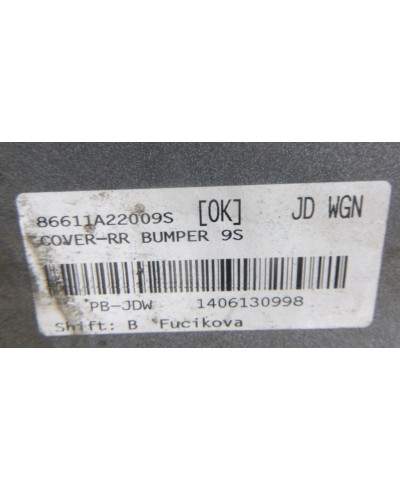 86611A22009S [OK] JD WGN
COVER-RR BUMPER 9S
PB-JDW 1406130998
Shift: B Fucikova